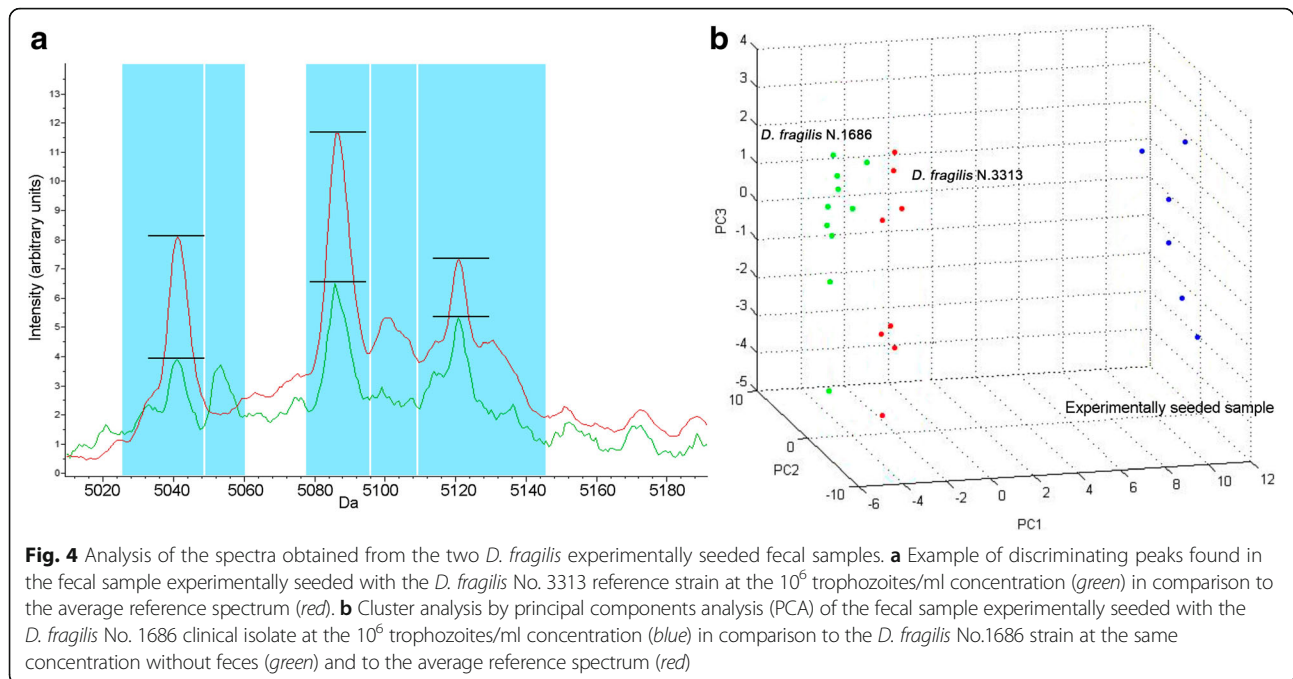 a
Intensity (arbitrary units)
13
12
11
10
9
8
7
6
5
4
3
2
1
0
5020 5040 5060 5080 5100 5120 5140 5160 5180
Da
b
D. fragilis N.1686
D. fragilis N.3313
Experimentally seeded sample
PC3
4
3
2
1
0
-1
-2
-3
-4
-5
10
0
-10
PC2
-6 -4 -2 0 2 4 6 8 10 12
PC1
Fig. 4 Analysis of the spectra obtained from the two D. fragilis experimentally seeded fecal samples. a Example of discriminating peaks found in
the fecal sample experimentally seeded with the D. fragilis No. 3313 reference strain at the 10⁶ trophozoites/ml concentration (green) in comparison to
the average reference spectrum (red). b Cluster analysis by principal components analysis (PCA) of the fecal sample experimentally seeded with the
D. fragilis No. 1686 clinical isolate at the 10⁶ trophozoites/ml concentration (blue) in comparison to the D. fragilis No.1686 strain at the same
concentration without feces (green) and to the average reference spectrum (red)